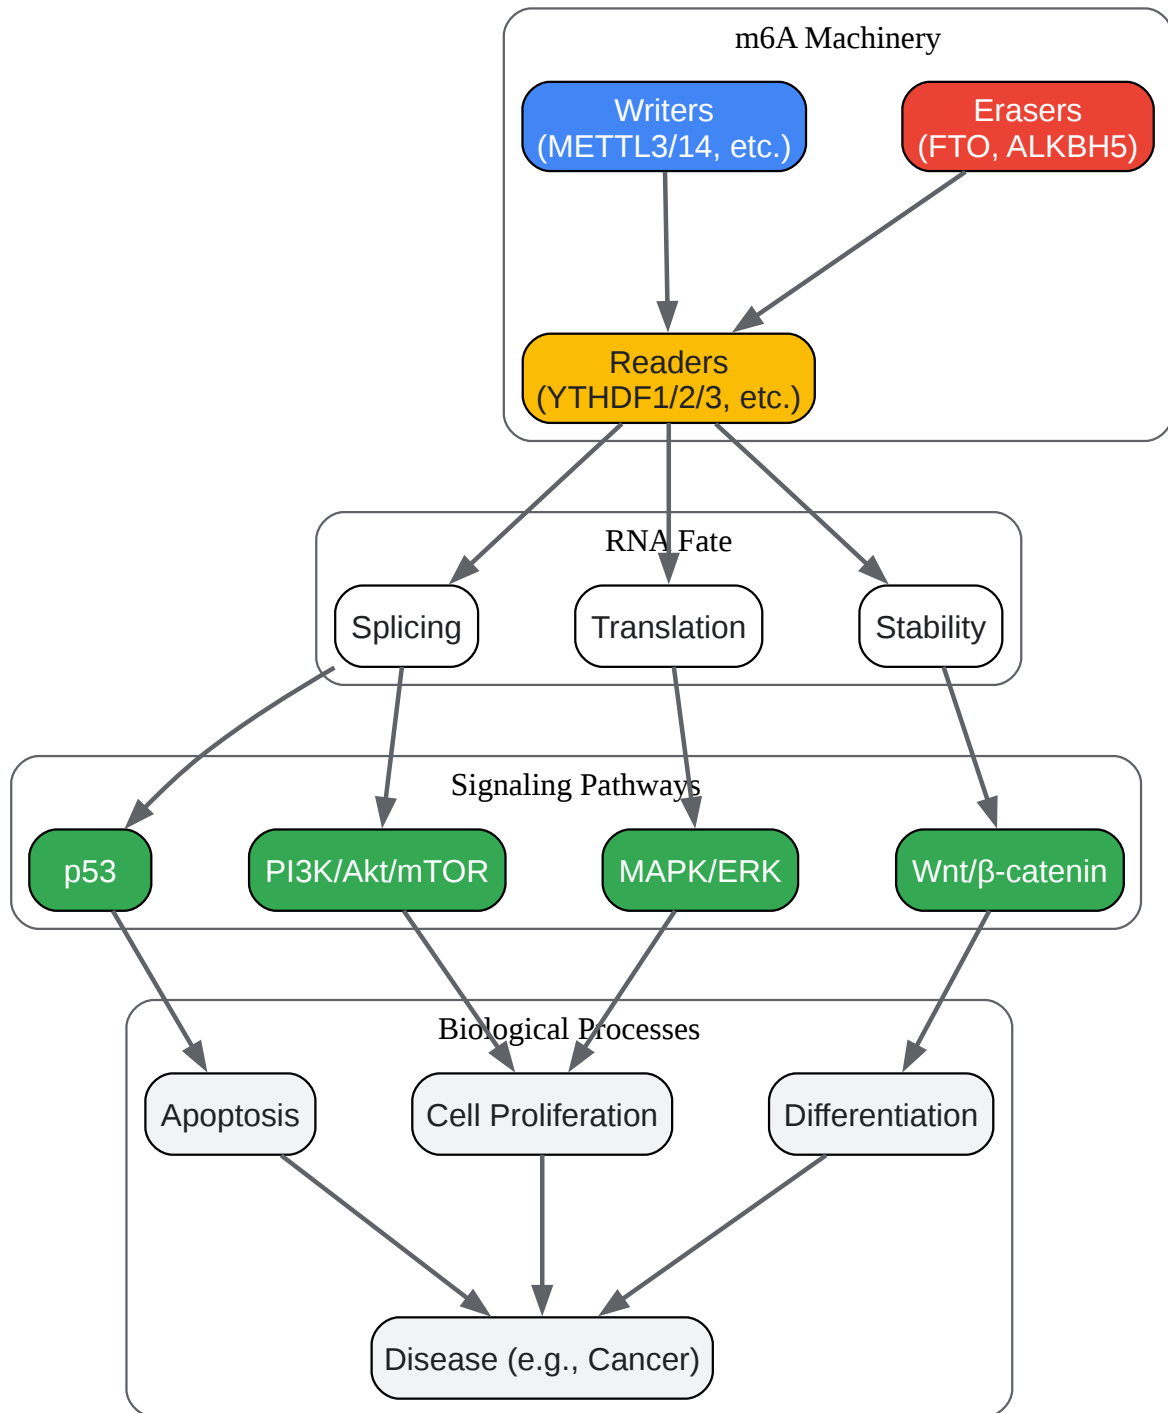 m6A Machinery
Writers
(METTL3/14, etc.)
Erasers
(FTO, ALKBH5)
Readers
(YTHDF1/2/3, etc.)
RNA Fate
Splicing
Translation
Stability
Signaling Pathways
p53
PI3K/Akt/mTOR
MAPK/ERK
Wnt/β-catenin
Biological Processes
Apoptosis
Cell Proliferation
Differentiation
Disease (e.g., Cancer)